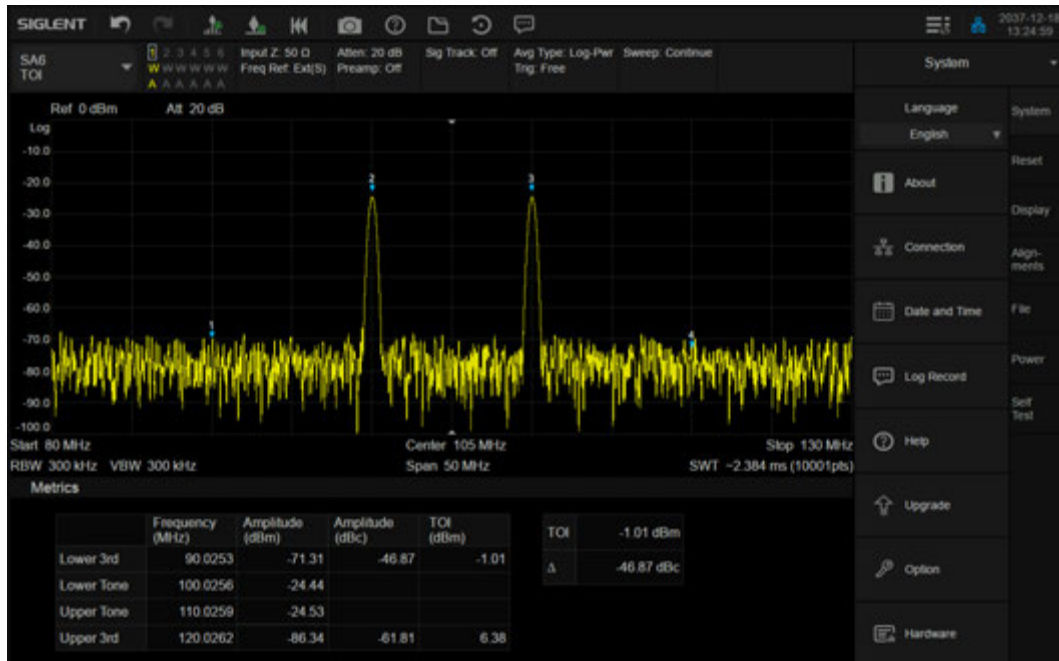 SIGLENT
2037-12-18
13:24:59
SA6
TOI
1 2 3 4 5 6
W W W W W W
A A A A A A
Input Z: 50 Ω
Freq Ref: Ext(S)
Atten: 20 dB
Preamp: Off
Sig Track: Off
Avg Type: Log-Pwr
Trig: Free
Sweep: Continue
System
Ref 0 dBm
Att 20 dB
Log
-10.0
-20.0
-30.0
-40.0
-50.0
-60.0
-70.0
-80.0
-90.0
-100.0
1
2
3
4
Start 80 MHz
Center 105 MHz
Stop 130 MHz
RBW 300 kHz VBW 300 kHz
Span 50 MHz
SWT ~2.384 ms (10001pts)
Metrics
Frequency (MHz) Amplitude (dBm) Amplitude (dBc) TOI (dBm)
Lower 3rd 90.0253 -71.31 -46.87 -1.01
Lower Tone 100.0256 -24.44
Upper Tone 110.0259 -24.53
Upper 3rd 120.0262 -86.34 -61.81 6.38
TOI -1.01 dBm
Δ -46.87 dBc
Language
English
About
Connection
Date and Time
Log Record
Help
Upgrade
Option
Hardware
System
Reset
Display
Align-
ments
File
Power
Self
Test